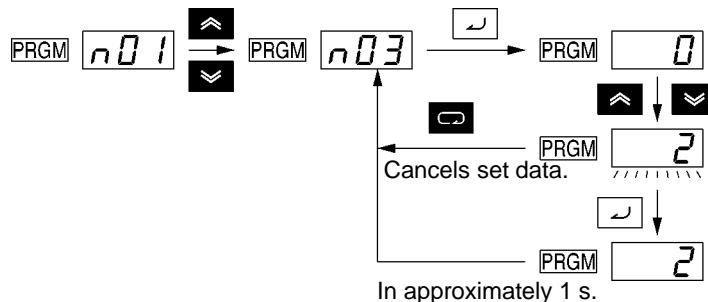 PRGM n01 PRGM n03 PRGM 0
PRGM 2
Cancels set data.
PRGM 2
In approximately 1 s.